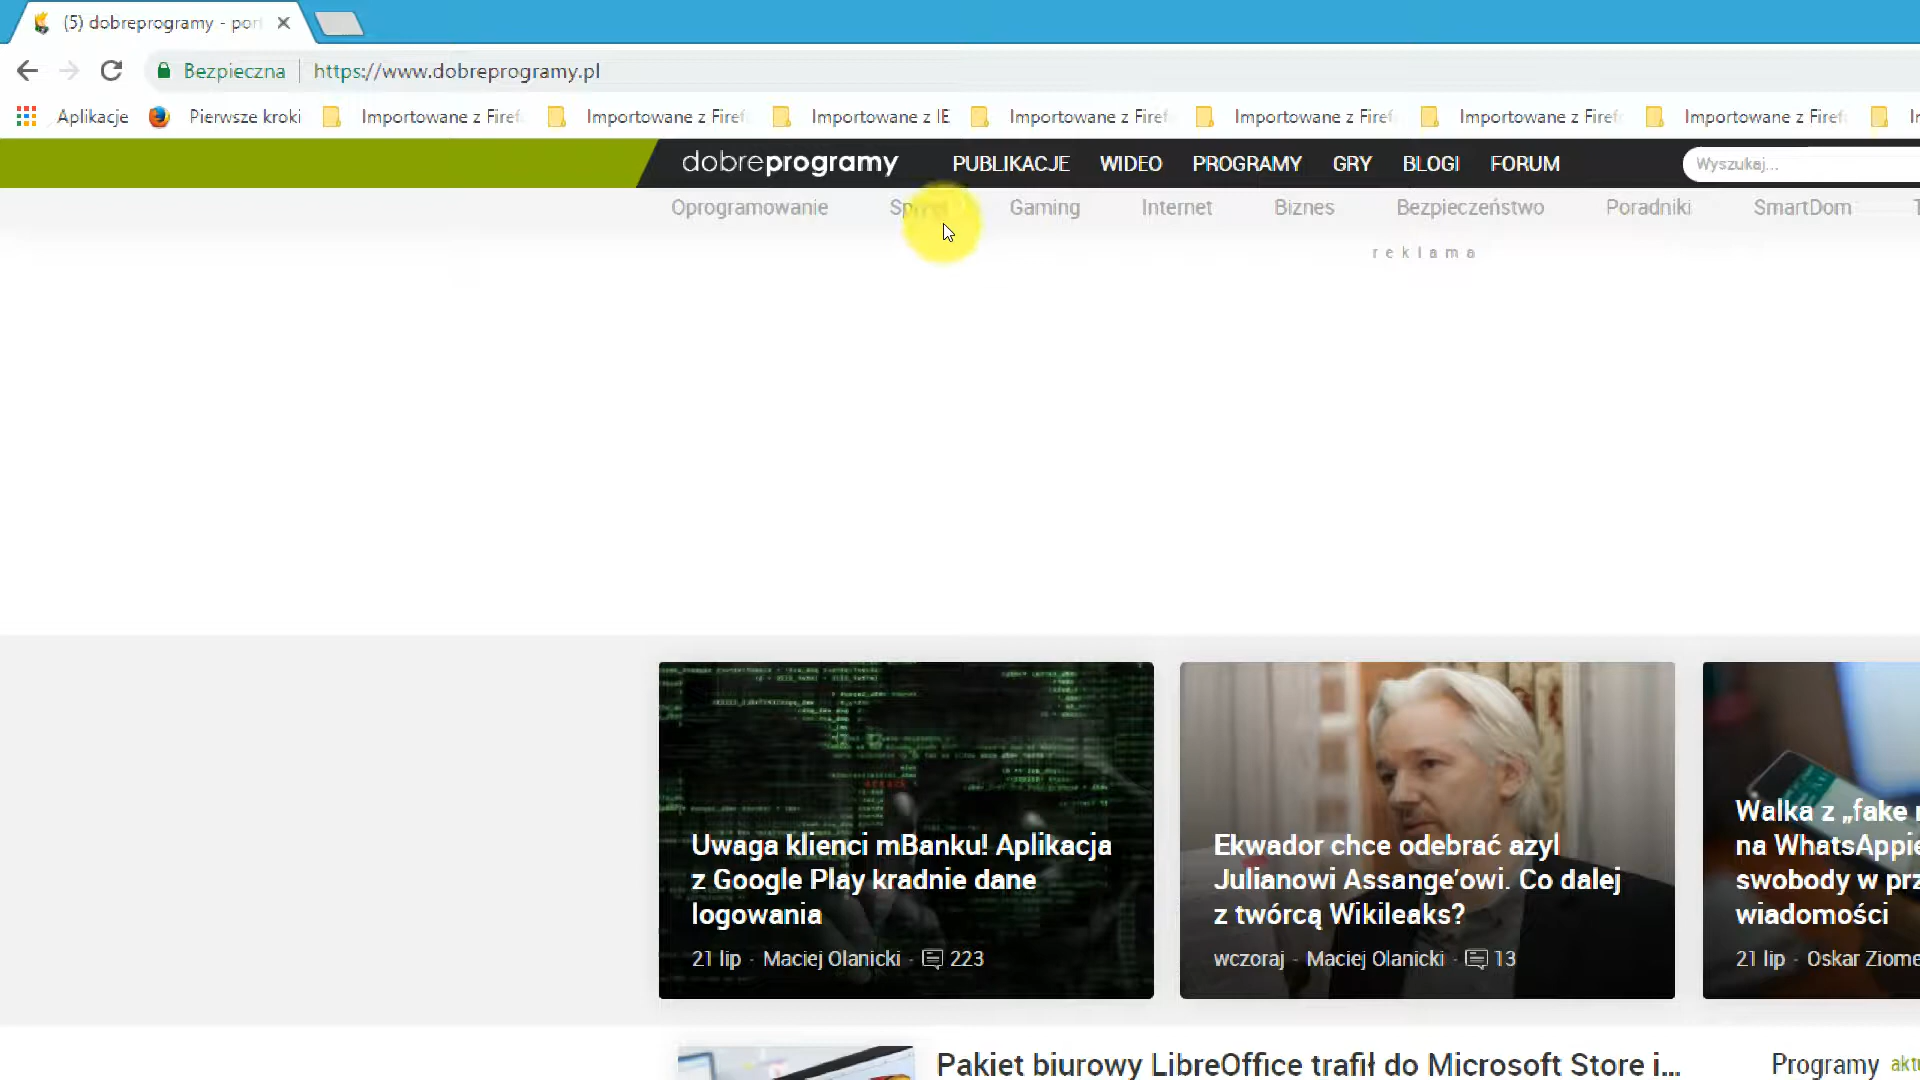 (5) dobreprogramy - por
Bezpieczna https://www.dobreprogramy.pl
Aplikacje Pierwsze kroki Importowane z Firef Importowane z Firef Importowane z IE Importowane z Firef Importowane z Firef Importowane z Firef Importowane z Firef
dobreprogramy PUBLIKACJE WIDEO PROGRAMY GRY BLOGI FORUM Wyszukaj...
Oprogramowanie Gaming Internet Biznes Bezpieczeństwo Poradniki SmartDom
reklama
Uwaga klienci mBanku! Aplikacja
z Google Play kradnie dane
logowania
21 lip - Maciej Olanicki - 223
Ekwador chce odebrać azyl
Julianowi Assange'owi. Co dalej
z twórcą Wikileaks?
wczoraj - Maciej Olanicki - 13
Walka z „fake
na WhatsAppie
swobody w prz
wiadomości
21 lip - Oskar Ziome
Pakiet biurowy LibreOffice trafił do Microsoft Store i...
Programy aktu